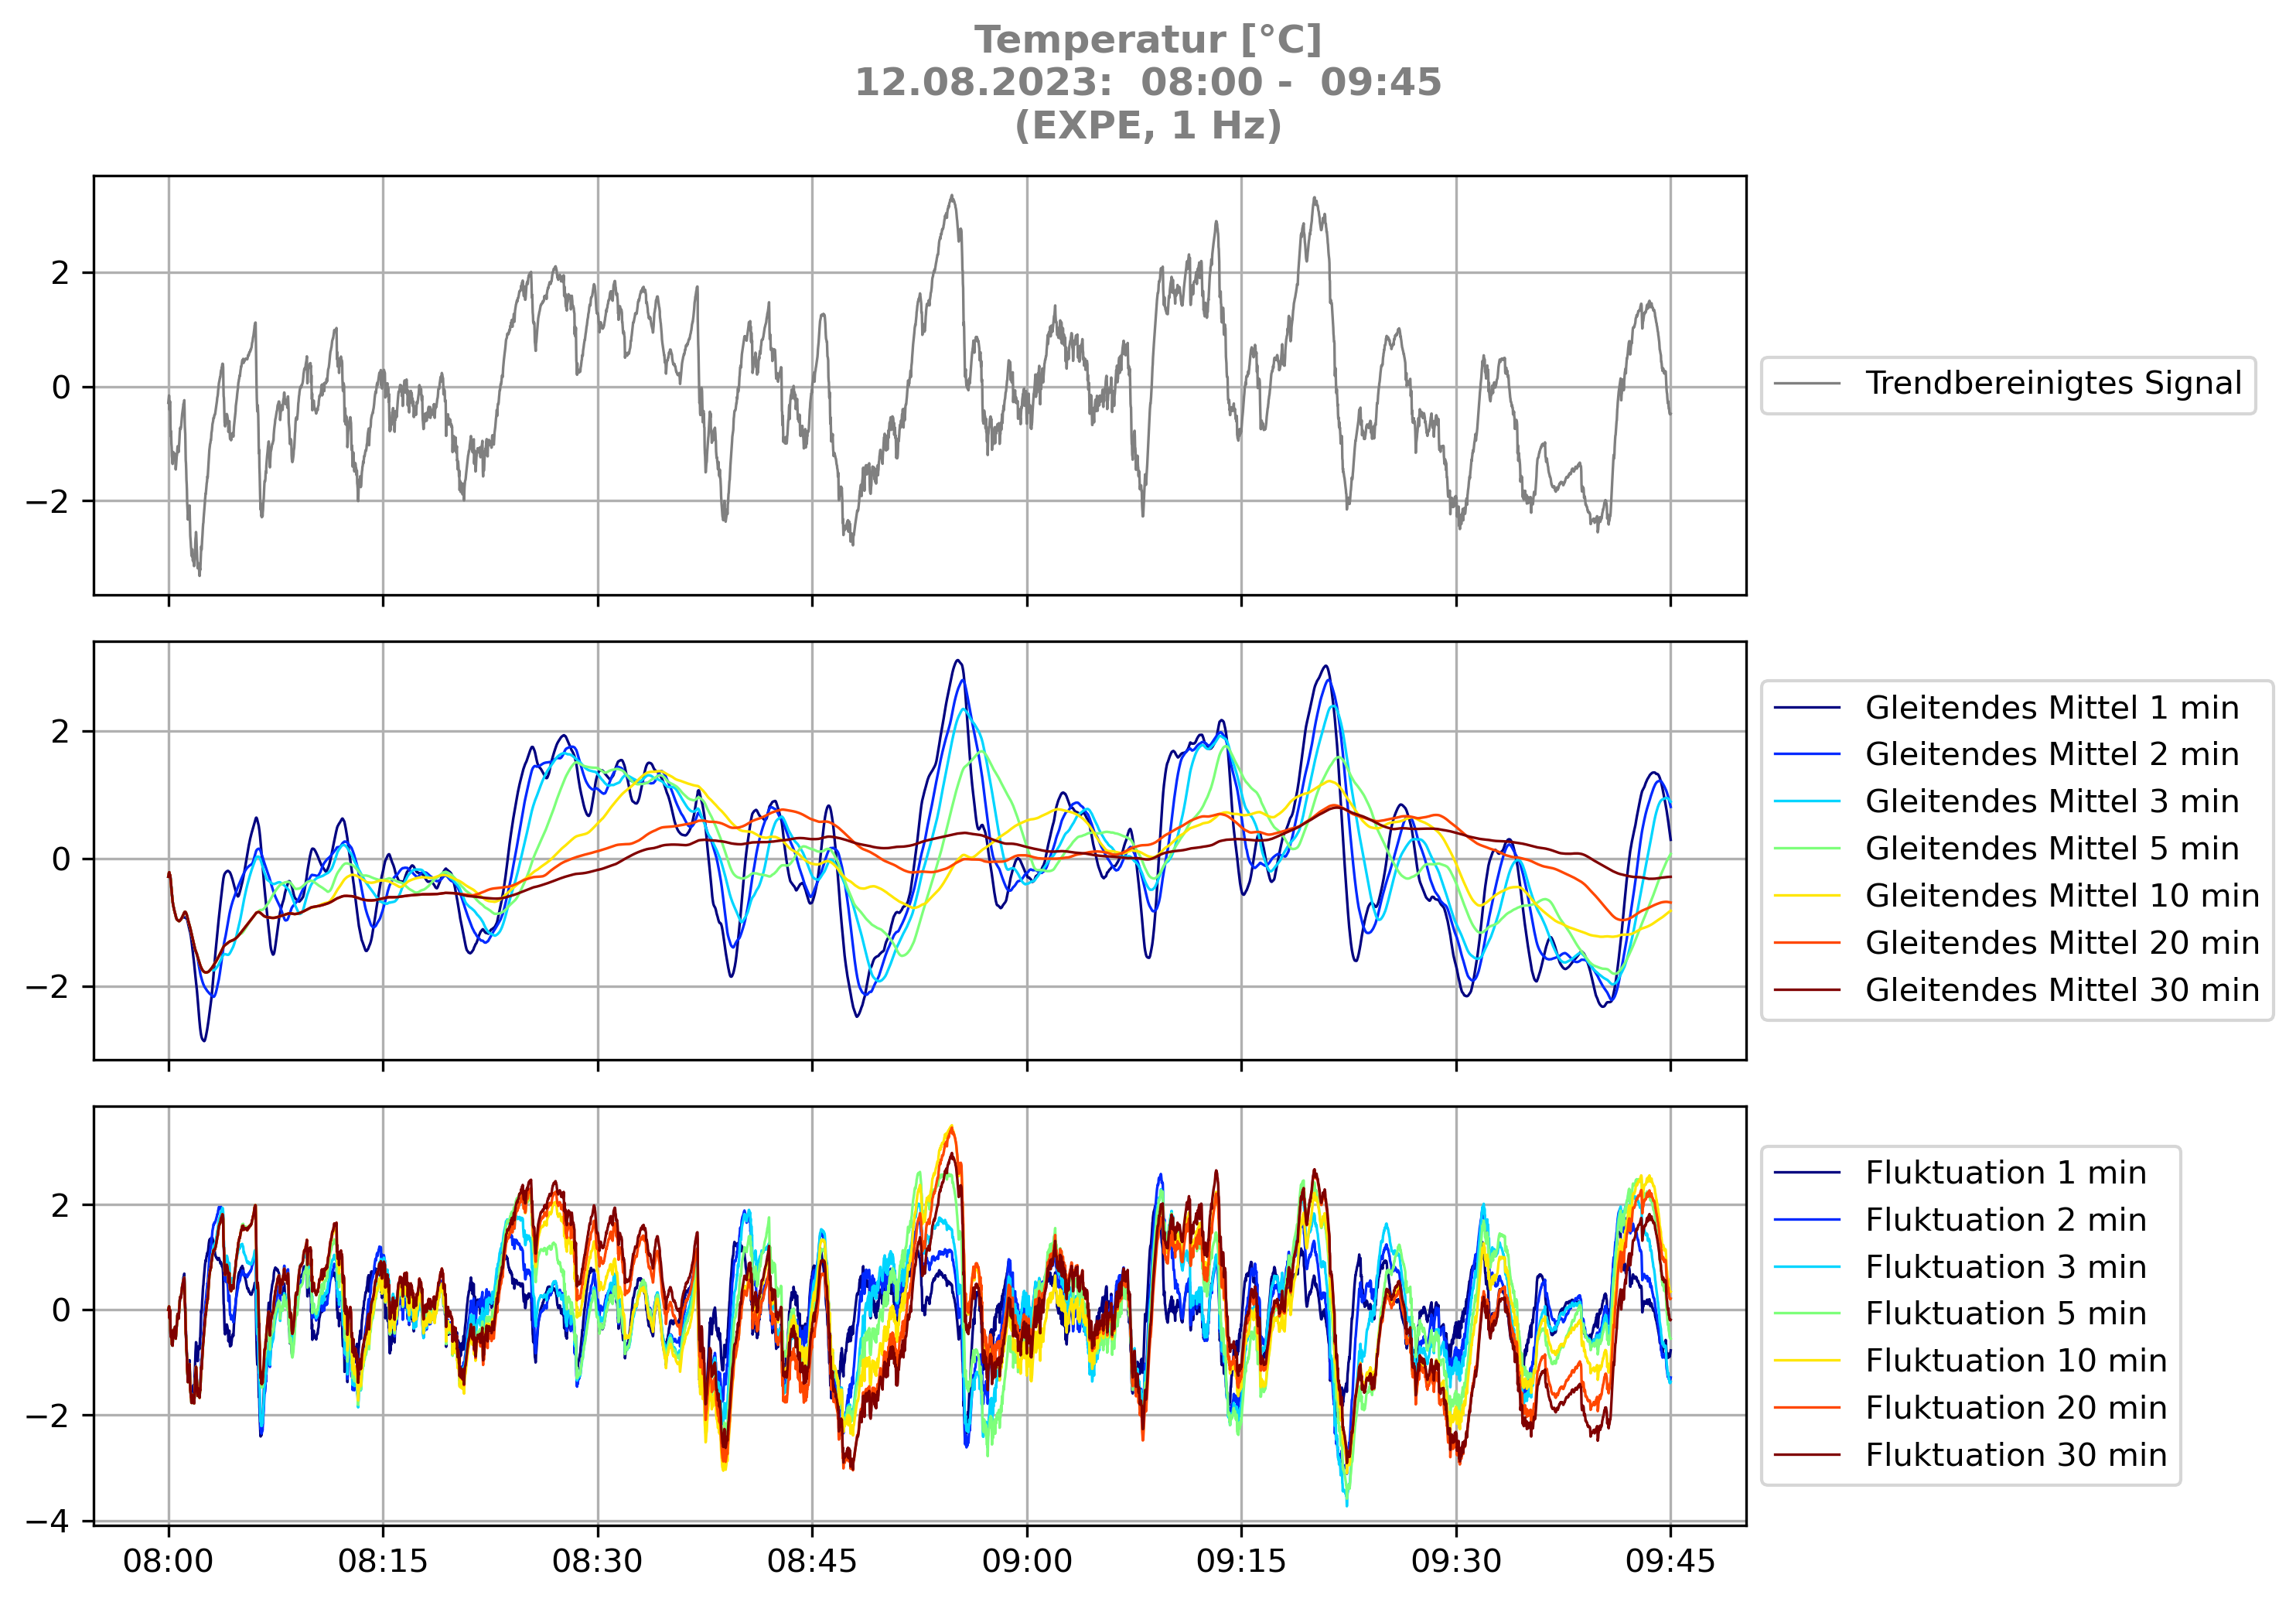 Temperatur [°C]
12.08.2023:  08:00 -  09:45
(EXPE, 1 Hz)
2
0
−2
Trendbereinigtes Signal
2
0
−2
Gleitendes Mittel 1 min
Gleitendes Mittel 2 min
Gleitendes Mittel 3 min
Gleitendes Mittel 5 min
Gleitendes Mittel 10 min
Gleitendes Mittel 20 min
Gleitendes Mittel 30 min
2
0
−2
−4
Fluktuation 1 min
Fluktuation 2 min
Fluktuation 3 min
Fluktuation 5 min
Fluktuation 10 min
Fluktuation 20 min
Fluktuation 30 min
08:00 08:15 08:30 08:45 09:00 09:15 09:30 09:45